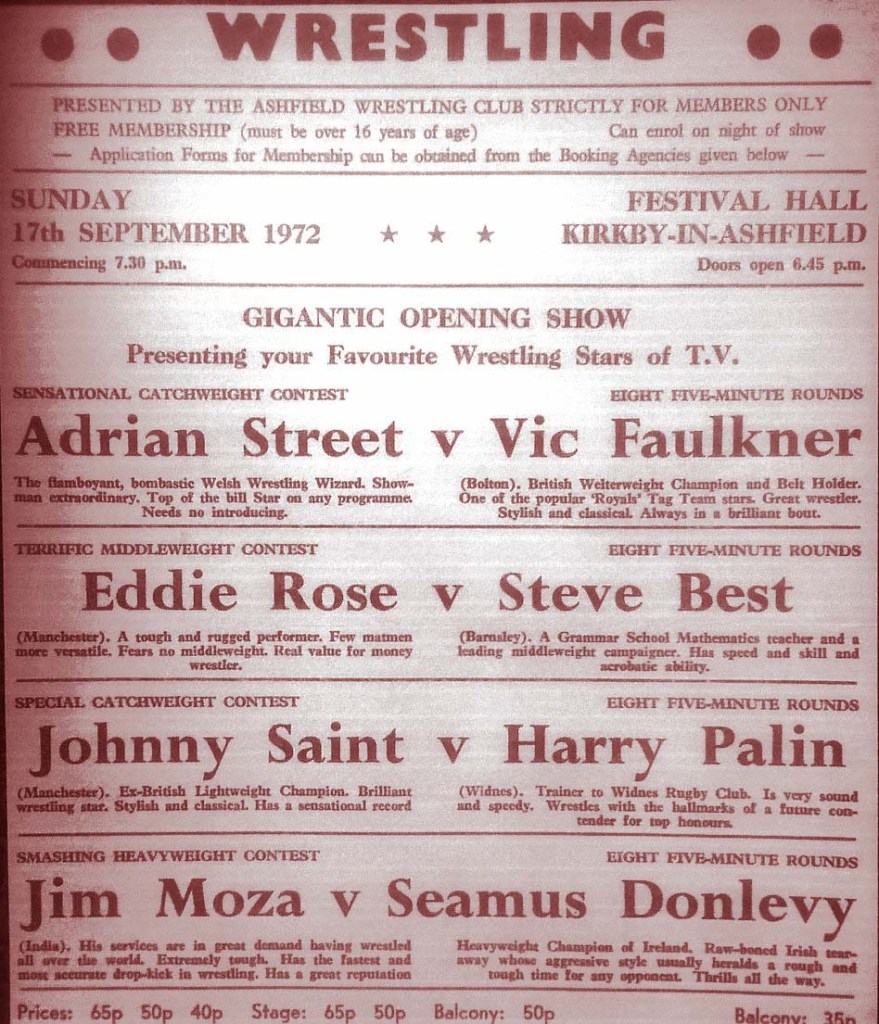 WRESTLING
PRESENTED BY THE ASHFIELD WRESTLING CLUB STRICTLY FOR MEMBERS ONLY
FREE MEMBERSHIP (must be over 16 years of age) Can enrol on night of show
— Application Forms for Membership can be obtained from the Booking Agencies given below —
SUNDAY FESTIVAL HALL
17th SEPTEMBER 1972 ★ ★ ★ KIRKBY-IN-ASHFIELD
Commencing 7.30 p.m. Doors open 6.45 p.m.
GIGANTIC OPENING SHOW
Presenting your Favourite Wrestling Stars of T.V.
SENSATIONAL CATCHWEIGHT CONTEST EIGHT FIVE-MINUTE ROUNDS
Adrian Street v Vic Faulkner
The flamboyant, bombastic Welsh Wrestling Wizard. Show-
man extraordinary. Top of the bill Star on any programme.
Needs no introducing.
(Bolton). British Welterweight Champion and Belt Holder.
One of the popular 'Royals' Tag Team stars. Great wrestler.
Stylish and classical. Always in a brilliant bout.
TERRIFIC MIDDLEWEIGHT CONTEST EIGHT FIVE-MINUTE ROUNDS
Eddie Rose v Steve Best
(Manchester). A tough and rugged performer. Few matmen
more versatile. Fears no middleweight. Real value for money
wrestler.
(Barnsley). A Grammar School Mathematics teacher and a
leading middleweight campaigner. Has speed and skill and
acrobatic ability.
SPECIAL CATCHWEIGHT CONTEST EIGHT FIVE-MINUTE ROUNDS
Johnny Saint v Harry Palin
(Manchester). Ex-British Lightweight Champion. Brilliant
wrestling star. Stylish and classical. Has a sensational record
(Widnes). Trainer to Widnes Rugby Club. Is very sound
and speedy. Wrestles with the hallmarks of a future con-
tender for top honours.
SMASHING HEAVYWEIGHT CONTEST EIGHT FIVE-MINUTE ROUNDS
Jim Moza v Seamus Donlevy
(India). His services are in great demand having wrestled
all over the world. Extremely tough. Has the fastest and
most accurate drop-kick in wrestling. Has a great reputation
Heavyweight Champion of Ireland. Raw-boned Irish tear-
away whose aggressive style usually heralds a rough and
tough time for any opponent. Thrills all the way.
Prices: 65p 50p 40p Stage: 65p 50p Balcony: 50p Balcony: 35p